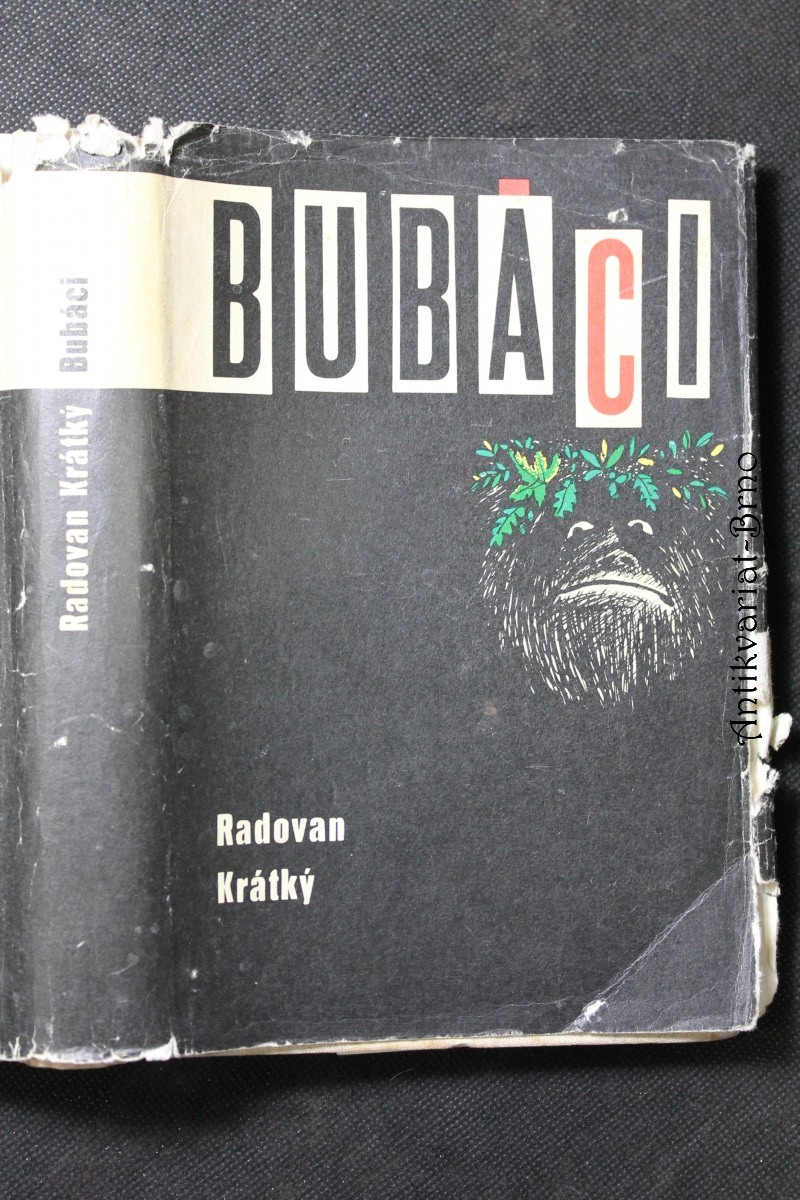 BUBÁCI
Radovan
Krátký
Radovan Krátký Bubáci
Antikvariat-Brno